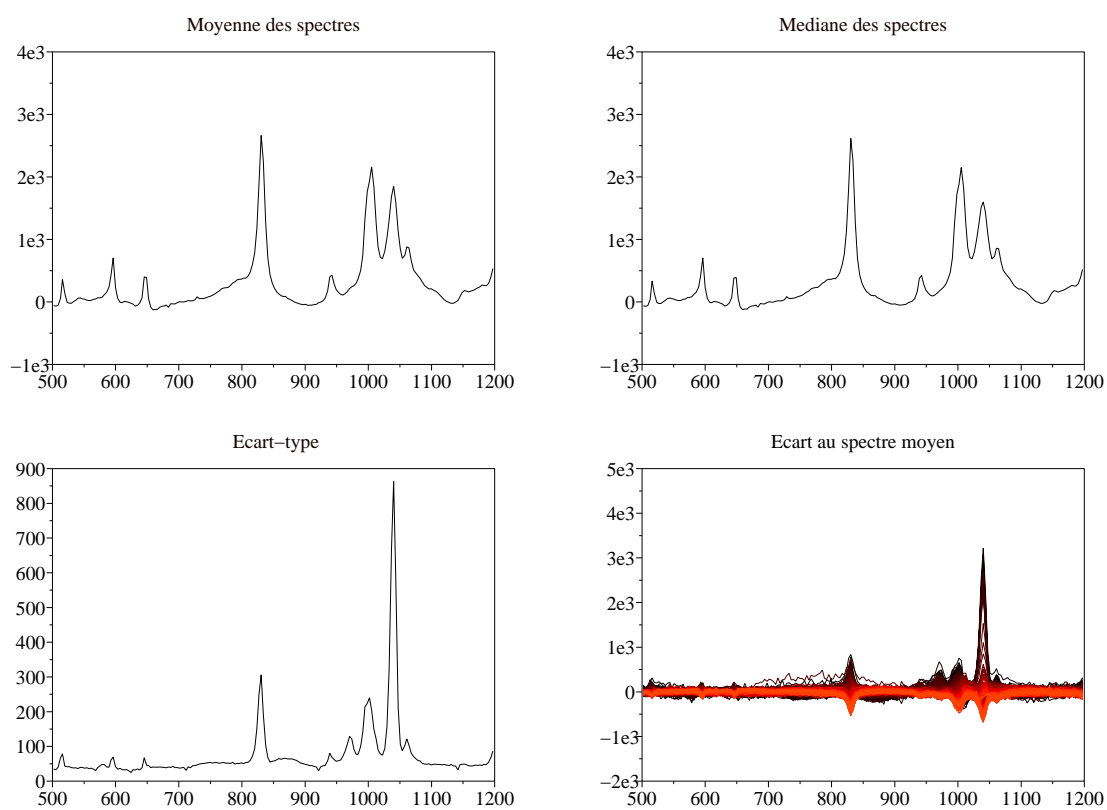 Moyenne des spectres
4e3
3e3
2e3
1e3
0
−1e3
500 600 700 800 900 1000 1100 1200
Mediane des spectres
4e3
3e3
2e3
1e3
0
−1e3
500 600 700 800 900 1000 1100 1200
Ecart−type
900
800
700
600
500
400
300
200
100
0
500 600 700 800 900 1000 1100 1200
Ecart au spectre moyen
5e3
4e3
3e3
2e3
1e3
0
−1e3
−2e3
500 600 700 800 900 1000 1100 1200